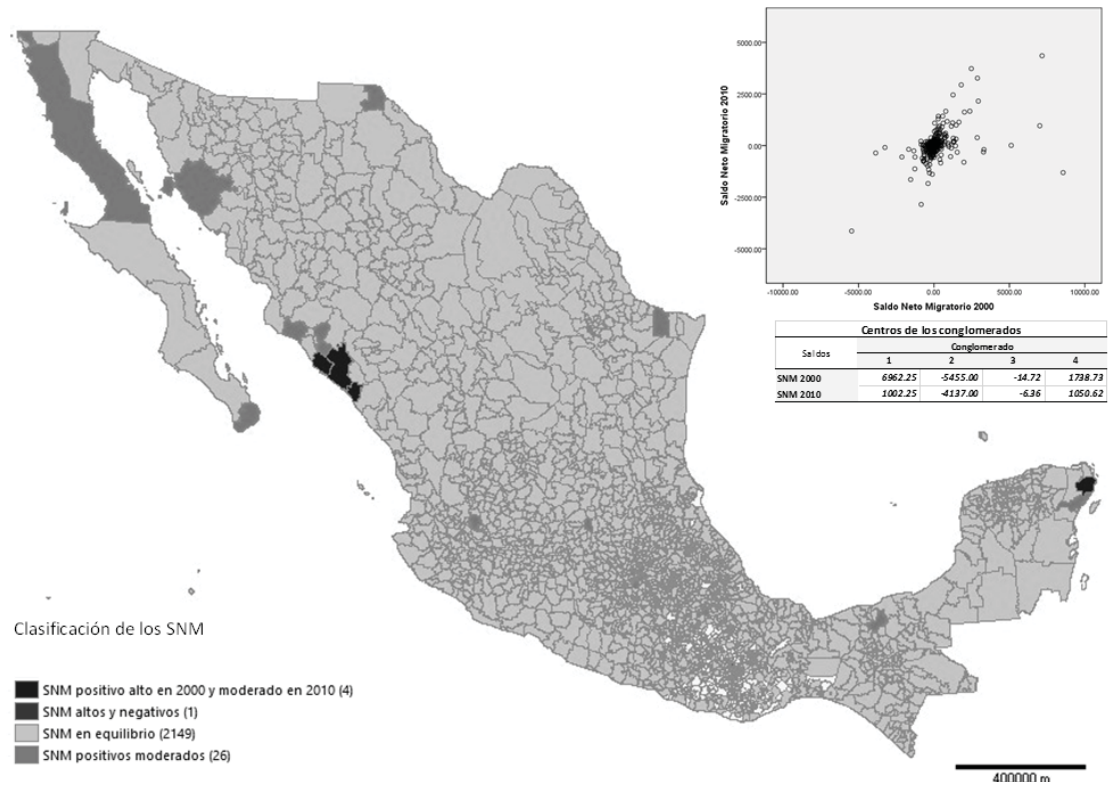 5000.00
2500.00
0.00
-2500.00
-5000.00
Saldo Neto Migratorio 2010
-10000.00 -5000.00 0.00 5000.00 10000.00
Saldo Neto Migratorio 2000
Centros de los conglomerados
Saldos Conglomerado
1 2 3 4
SNM 2000 6962.25 -5455.00 -14.72 1738.73
SNM 2010 1002.25 -4137.00 -6.36 1050.62
Clasificación de los SNM
SNM positivo alto en 2000 y moderado en 2010 (4)
SNM altos y negativos (1)
SNM en equilibrio (2149)
SNM positivos moderados (26)
400000 m